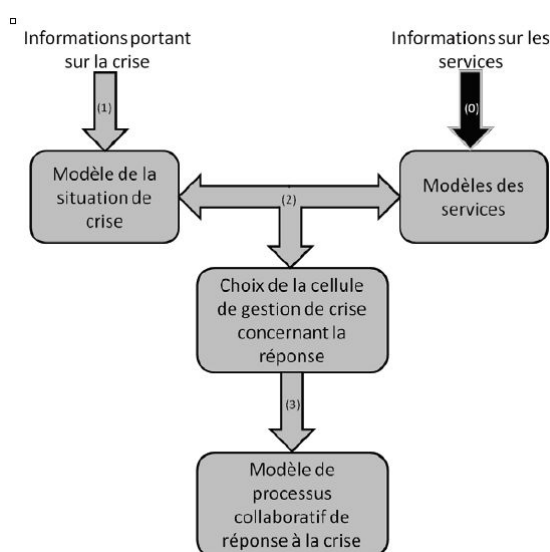 Informations portant
sur la crise
Informations sur les
services
(1)
(0)
Modèle de la
situation de
crise
(2)
Modèles des
services
Choix de la cellule
de gestion de crise
concernant la
réponse
(3)
Modèle de
processus
collaboratif de
réponse à la crise